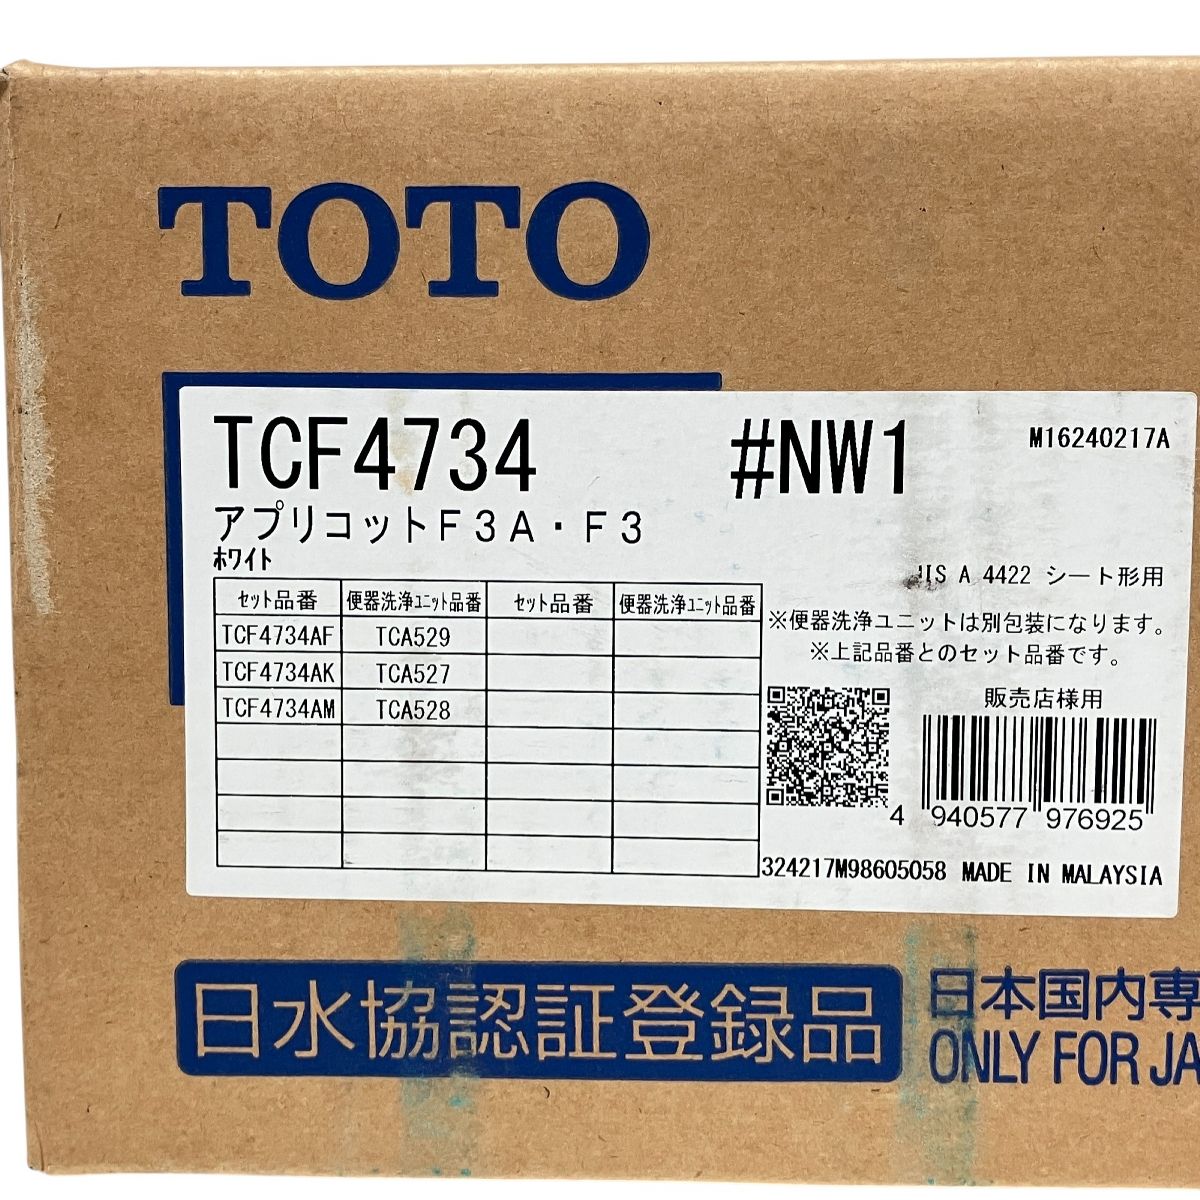 TOTO
TCF4734 #NW1 M16240217A
アプリコットF3A・F3
ホワイト
JIS A 4422 シート形用
セット品番 便器洗浄ユニット品番 セット品番 便器洗浄ユニット品番
TCF4734AF TCA529
TCF4734AK TCA527
TCF4734AM TCA528
※便器洗浄ユニットは別包装になります。
※上記品番とのセット品番です。
販売店様用
4 940577 976925
324217M98605058 MADE IN MALAYSIA
日水協認証登録品
日本国内専
ONLY FOR JA